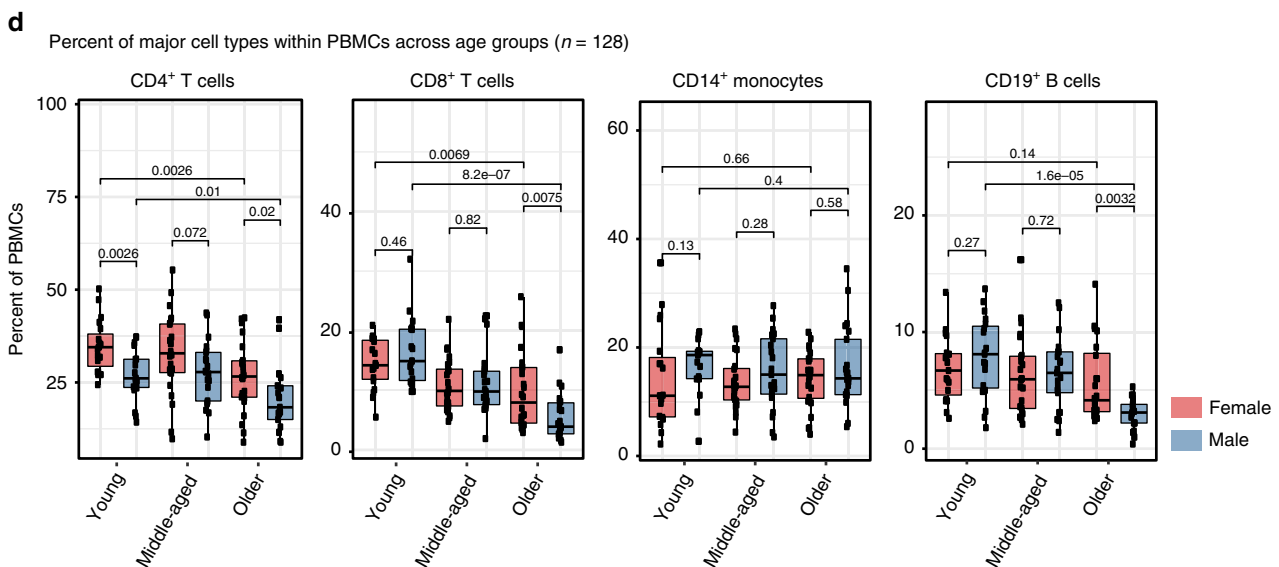 d
Percent of major cell types within PBMCs across age groups (n = 128)
CD4+ T cells
CD8+ T cells
CD14+ monocytes
CD19+ B cells
Percent of PBMCs
100
75
50
25
0.0026
0.01
0.02
0.072
0.0026
Young
Middle-aged
Older
40
20
0
0.0069
8.2e–07
0.0075
0.82
0.46
Young
Middle-aged
Older
60
40
20
0
0.66
0.4
0.58
0.28
0.13
Young
Middle-aged
Older
20
10
0
0.14
1.6e–05
0.0032
0.72
0.27
Young
Middle-aged
Older
Female
Male